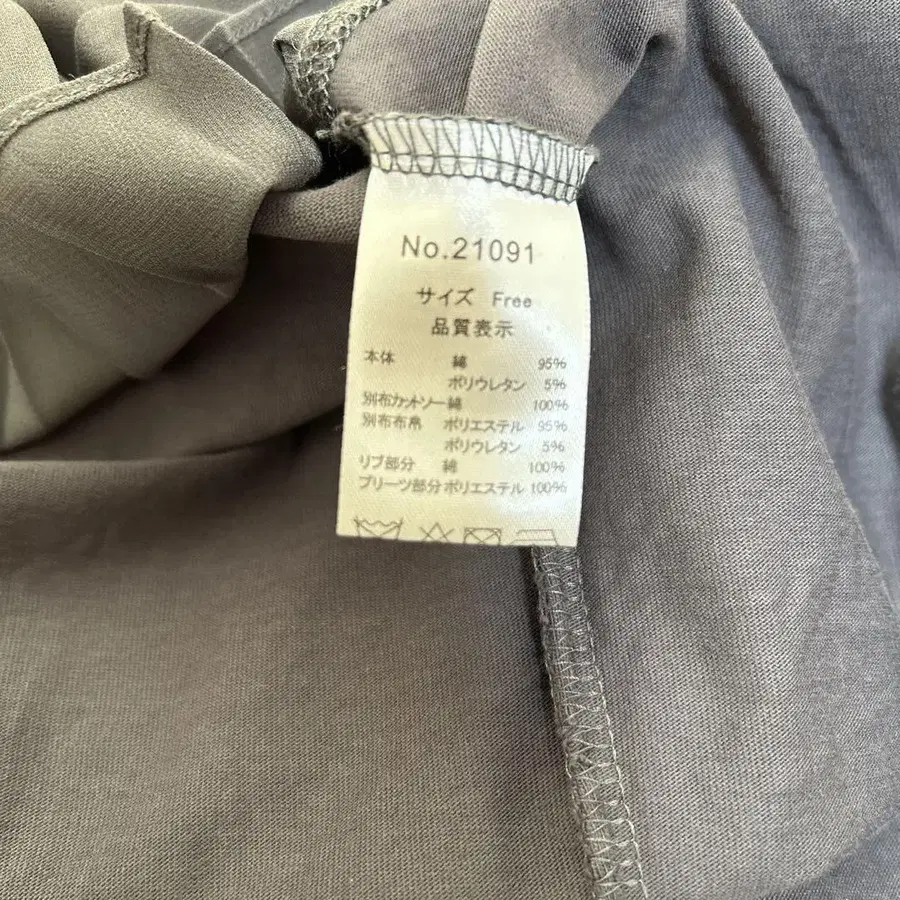 No.21091
サイズ Free
品質表示
本体 綿 95%
ポリウレタン 5%
別布カットソー綿 100%
別布布帛 ポリエステル 95%
ポリウレタン 5%
リブ部分 綿 100%
プリーツ部分ポリエステル 100%